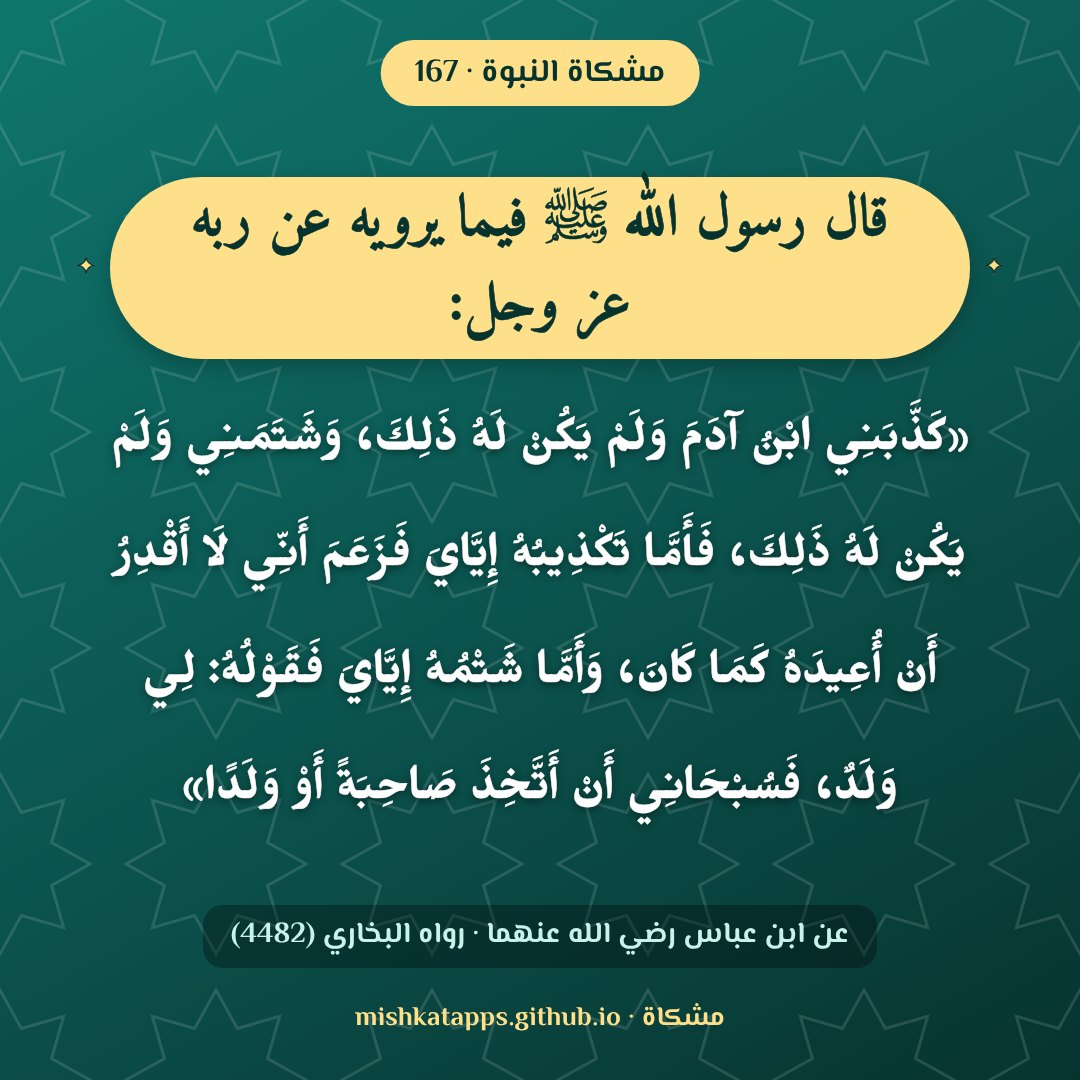 مشكاة النبوة · 167
قال رسول الله ﷺ فيما يرويه عن ربه
عز وجل:
«كَذَّبَنِي ابْنُ آدَمَ وَلَمْ يَكُنْ لَهُ ذَلِكَ، وَشَتَمَنِي وَلَمْ
يَكُنْ لَهُ ذَلِكَ، فَأَمَّا تَكْذِيبُهُ إِيَّايَ فَزَعَمَ أَنِّي لَا أَقْدِرُ
أَنْ أُعِيدَهُ كَمَا كَانَ، وَأَمَّا شَتْمُهُ إِيَّايَ فَقَوْلُهُ: لِي
وَلَدٌ، فَسُبْحَانِي أَنْ أَتَّخِذَ صَاحِبَةً أَوْ وَلَدًا»
عن ابن عباس رضي الله عنهما · رواه البخاري (4482)
مشكاة · mishkatapps.github.io